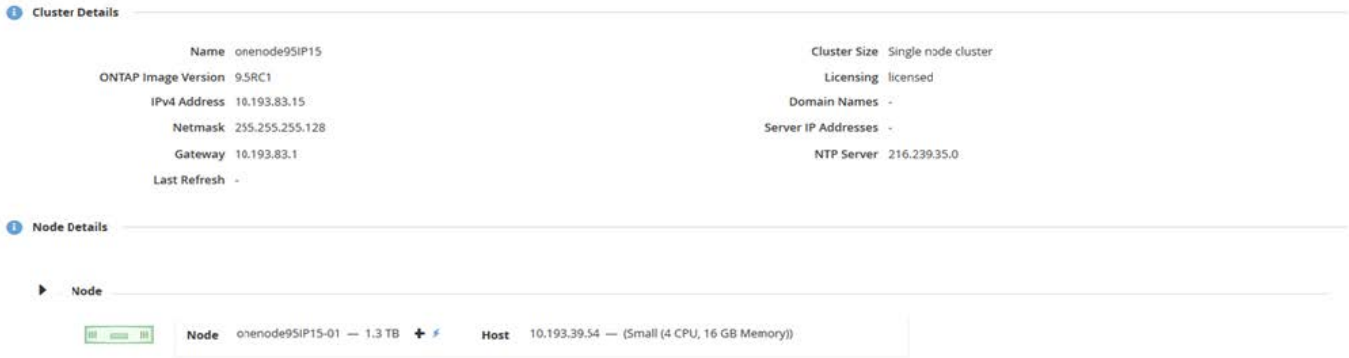 Cluster Details
Name onenode95IP15 Cluster Size Single node cluster
ONTAP Image Version 9.5RC1 Licensing licensed
IPv4 Address 10.193.83.15 Domain Names -
Netmask 255.255.255.128 Server IP Addresses -
Gateway 10.193.83.1 NTP Server 216.239.35.0
Last Refresh -
Node Details
Node
Node onenode95IP15-01 — 1.3 TB Host 10.193.39.54 — (Small (4 CPU, 16 GB Memory))